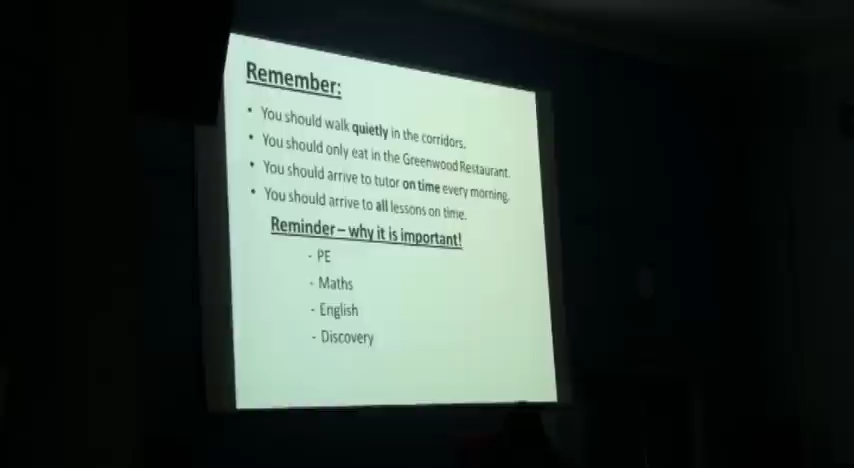 Remember:
• You should walk quietly in the corridors.
• You should only eat in the Greenwood Restaurant.
• You should arrive to tutor on time every morning.
• You should arrive to all lessons on time.
Reminder – why it is important!
- PE
- Maths
- English
- Discovery